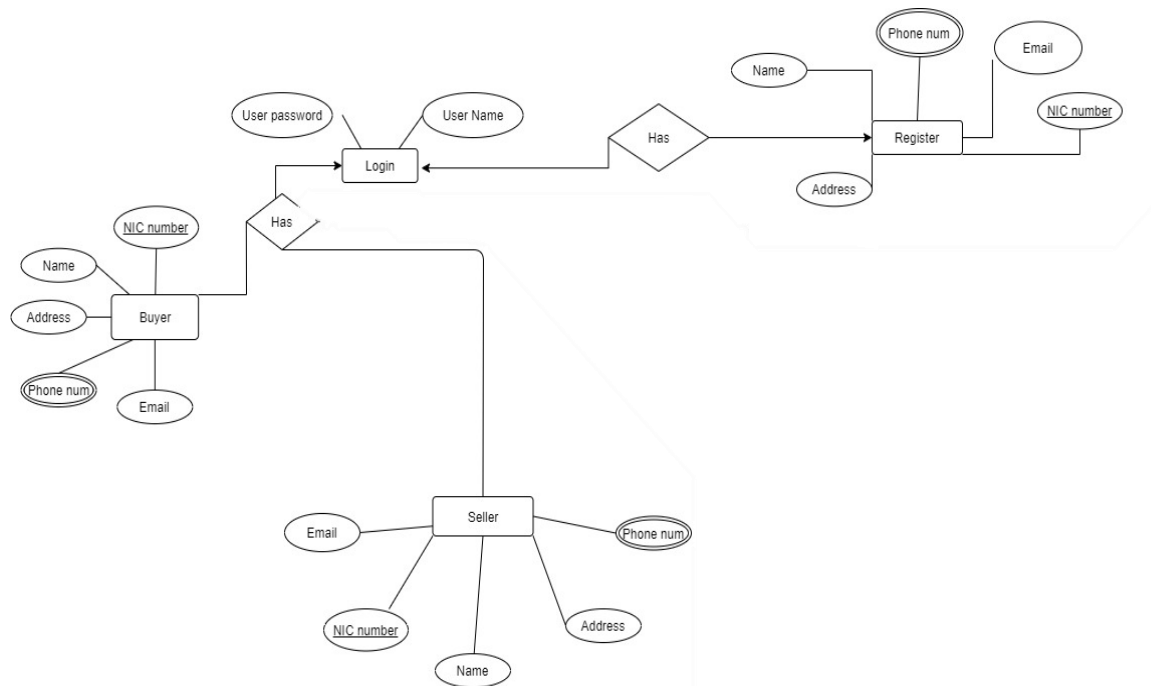 Phone num
Email
Name
NIC number
User password
User Name
Has
Register
Login
Address
Has
NIC number
Name
Address
Buyer
Phone num
Email
Seller
Email
Phone num
NIC number
Address
Name